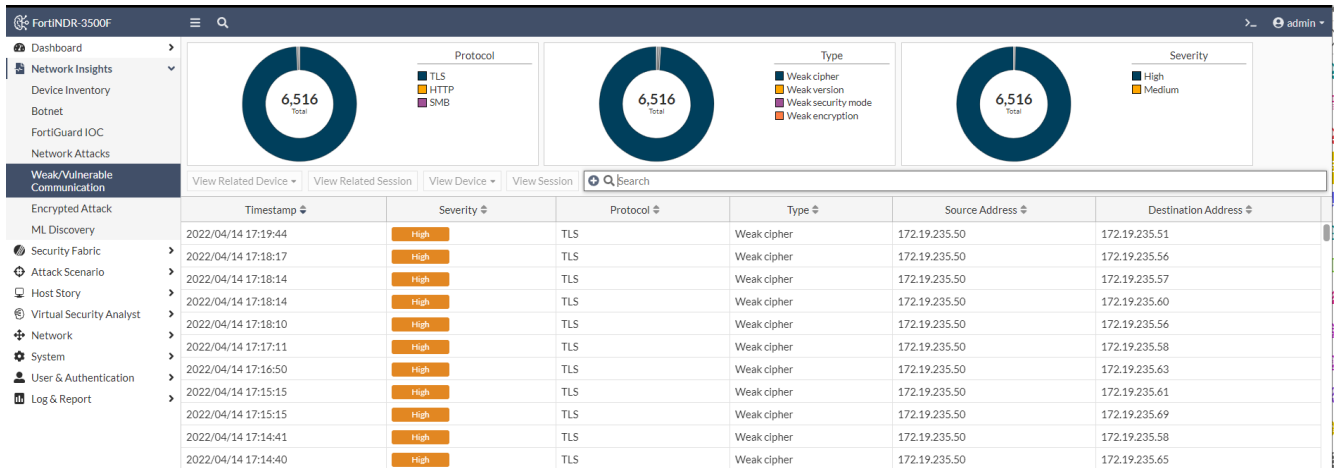 FortiNDR-3500F
>_ admin
Dashboard
Network Insights
Device Inventory
Botnet
FortiGuard IOC
Network Attacks
Weak/Vulnerable
Communication
Encrypted Attack
ML Discovery
Security Fabric
Attack Scenario
Host Story
Virtual Security Analyst
Network
System
User & Authentication
Log & Report
6,516
Total
Protocol
TLS
HTTP
SMB
6,516
Total
Type
Weak cipher
Weak version
Weak security mode
Weak encryption
6,516
Total
Severity
High
Medium
View Related Device View Related Session View Device View Session Search
Timestamp Severity Protocol Type Source Address Destination Address
2022/04/14 17:19:44 High TLS Weak cipher 172.19.235.50 172.19.235.51
2022/04/14 17:18:17 High TLS Weak cipher 172.19.235.50 172.19.235.56
2022/04/14 17:18:14 High TLS Weak cipher 172.19.235.50 172.19.235.57
2022/04/14 17:18:14 High TLS Weak cipher 172.19.235.50 172.19.235.60
2022/04/14 17:18:10 High TLS Weak cipher 172.19.235.50 172.19.235.56
2022/04/14 17:17:11 High TLS Weak cipher 172.19.235.50 172.19.235.58
2022/04/14 17:16:50 High TLS Weak cipher 172.19.235.50 172.19.235.63
2022/04/14 17:15:15 High TLS Weak cipher 172.19.235.50 172.19.235.61
2022/04/14 17:15:15 High TLS Weak cipher 172.19.235.50 172.19.235.69
2022/04/14 17:14:41 High TLS Weak cipher 172.19.235.50 172.19.235.58
2022/04/14 17:14:40 High TLS Weak cipher 172.19.235.50 172.19.235.65